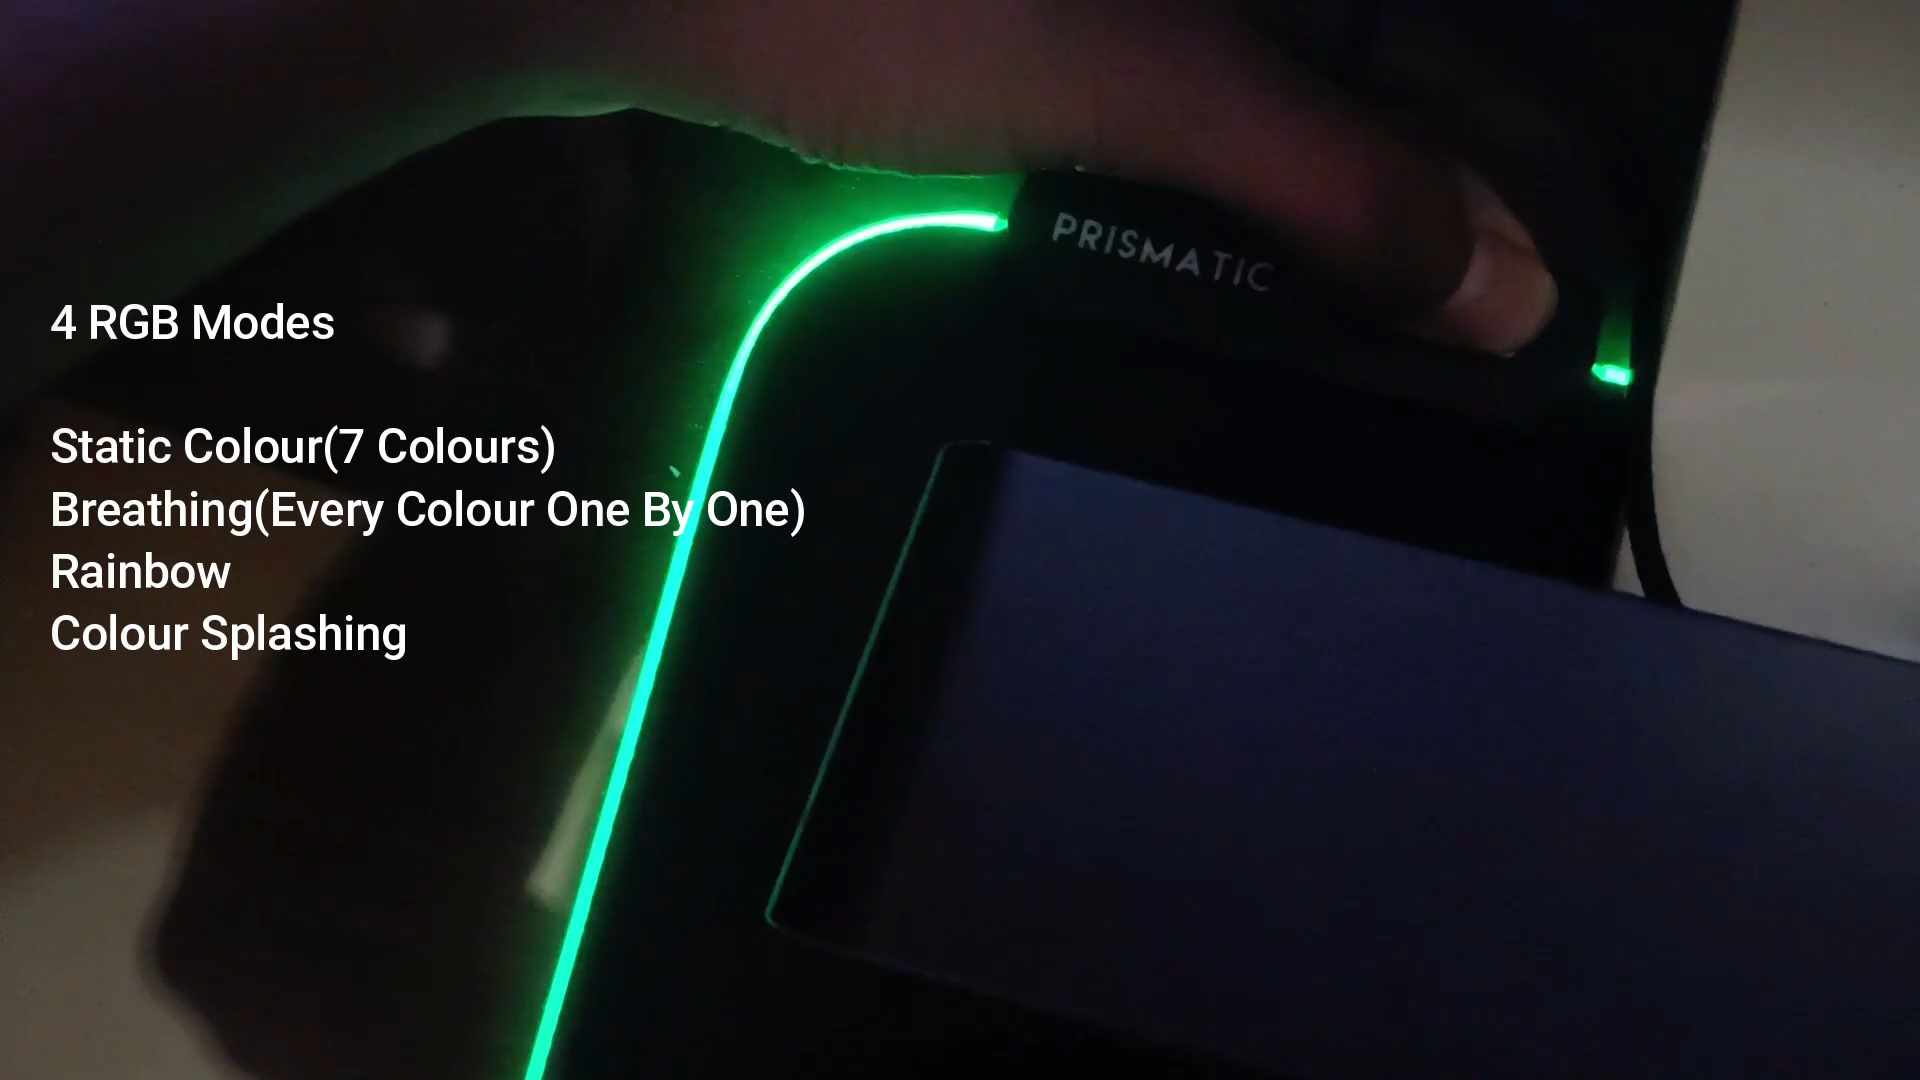 PRISMATIC
4 RGB Modes
Static Colour(7 Colours)
Breathing(Every Colour One By One)
Rainbow
Colour Splashing